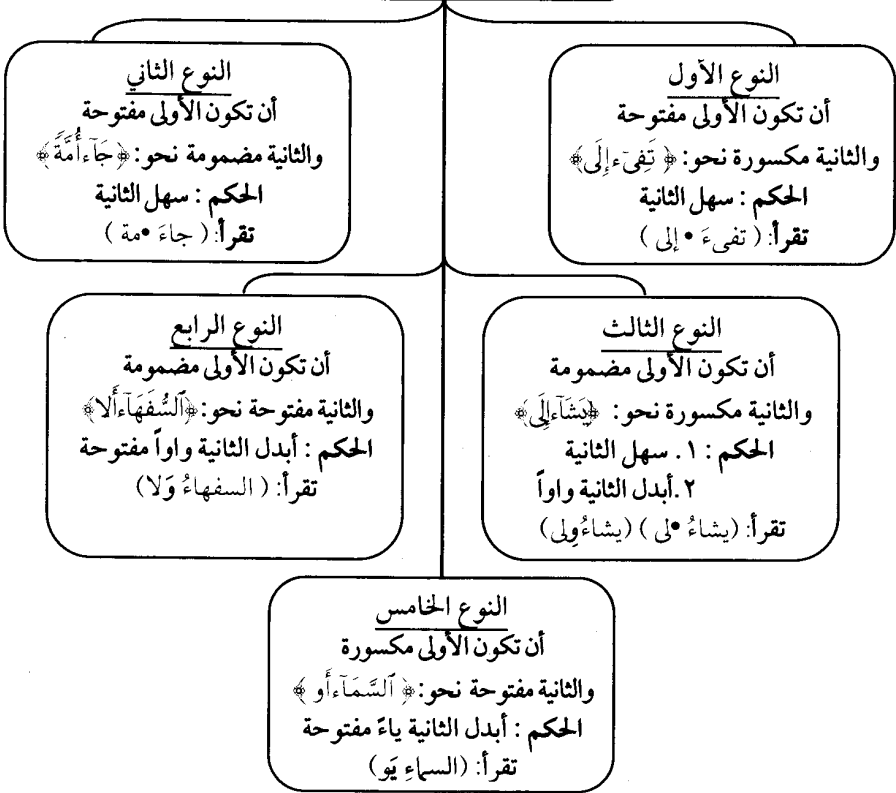 النوع الأول
أن تكون الأولى مفتوحة
والثانية مكسورة نحو: ﴿ تَفِىٓءَ إِلَىٰ﴾
الحكم : سهل الثانية
تقرأ: ( تفىءَ • إلى )
النوع الثاني
أن تكون الأولى مفتوحة
والثانية مضمومة نحو: ﴿جَآءَ أُمَّةً﴾
الحكم : سهل الثانية
تقرأ: ( جاءَ •مة )
النوع الثالث
أن تكون الأولى مضمومة
والثانية مكسورة نحو: ﴿يَشَآءُ إِلَىٰ﴾
الحكم : ١. سهل الثانية
٢.أبدل الثانية واواً
تقرأ: (يشاءُ •لى ) (يشاءُ وِلى)
النوع الرابع
أن تكون الأولى مضمومة
والثانية مفتوحة نحو: ﴿ٱلسُّفَهَآءُ أَلا﴾
الحكم : أبدل الثانية واواً مفتوحة
تقرأ: ( السفهاءُ وَلا)
النوع الخامس
أن تكون الأولى مكسورة
والثانية مفتوحة نحو: ﴿ ٱلسَّمَآءِ أَو ﴾
الحكم : أبدل الثانية ياءً مفتوحة
تقرأ: (السماءِ يَو)